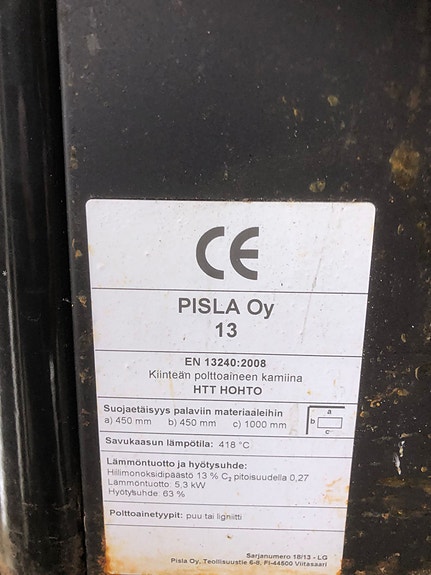 CE
PISLA Oy
13
EN 13240:2008
Kiinteän polttoaineen kamiina
HTT HOHTO
Suojaetäisyys palaviin materiaaleihin
a) 450 mm b) 450 mm c) 1000 mm
a
b
c
Savukaasun lämpötila: 418 °C
Lämmöntuotto ja hyötysuhde:
Hiilimonoksidipäästö 13 % C₂ pitoisuudella 0,27
Lämmöntuotto: 5,3 kW
Hyötysuhde: 63 %
Polttoainetyypit: puu tai ligniitti
Sarjanumero 18/13 - LG
Pisla Oy, Teollisuustie 6-8, FI-44500 Viitasaari